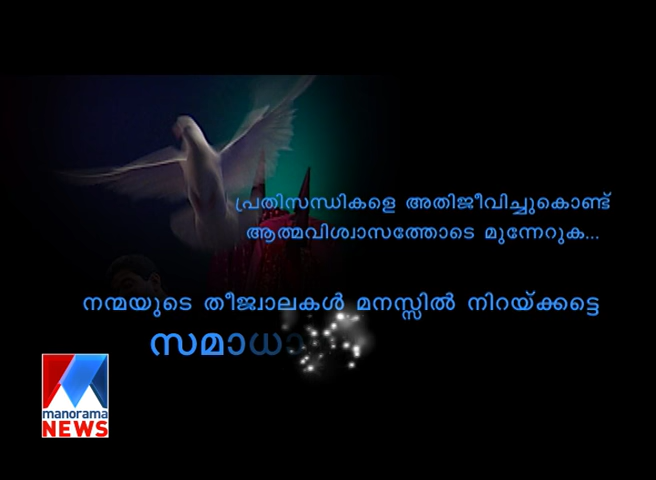 പ്രതിസന്ധികളെ അതിജീവിച്ചുകൊണ്ട്
ആത്മവിശ്വാസത്തോടെ മുന്നേറുക...
നന്മയുടെ തീജ്വാലകൾ മനസ്സിൽ നിറയ്ക്കട്ടെ
manorama
NEWS